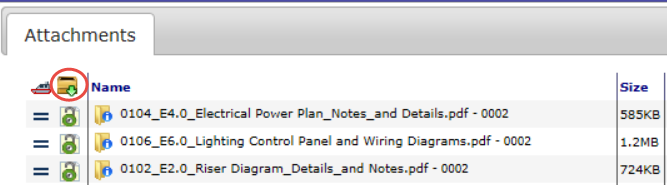 Attachments
Name Size
0104_E4.0_Electrical Power Plan_Notes_and Details.pdf - 0002 585KB
0106_E6.0_Lighting Control Panel and Wiring Diagrams.pdf - 0002 1.2MB
0102_E2.0_Riser Diagram_Details_and Notes.pdf - 0002 724KB